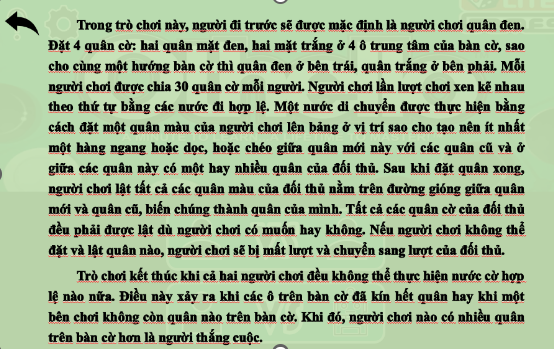 Trong trò chơi này, người đi trước sẽ được mặc định là người chơi quân đen.
Đặt 4 quân cờ: hai quân mặt đen, hai mặt trắng ở 4 ô trung tâm của bàn cờ, sao
cho cùng một hướng bàn cờ thì quân đen ở bên trái, quân trắng ở bên phải. Mỗi
người chơi được chia 30 quân cờ mỗi người. Người chơi lần lượt chơi xen kẽ nhau
theo thứ tự bằng các nước đi hợp lệ. Một nước di chuyển được thực hiện bằng
cách đặt một quân màu của người chơi lên bảng ở vị trí sao cho tạo nên ít nhất
một hàng ngang hoặc dọc, hoặc chéo giữa quân mới này với các quân cũ và ở
giữa các quân này có một hay nhiều quân của đối thủ. Sau khi đặt quân xong,
người chơi lật tất cả các quân màu của đối thủ nằm trên đường gióng giữa quân
mới và quân cũ, biến chúng thành quân của mình. Tất cả các quân cờ của đối thủ
đều phải được lật dù người chơi có muốn hay không. Nếu người chơi không thể
đặt và lật quân nào, người chơi sẽ bị mất lượt và chuyển sang lượt của đối thủ.
Trò chơi kết thúc khi cả hai người chơi đều không thể thực hiện nước cờ hợp
lệ nào nữa. Điều này xảy ra khi các ô trên bàn cờ đã kín hết quân hay khi một
bên chơi không còn quân nào trên bàn cờ. Khi đó, người chơi nào có nhiều quân
trên bàn cờ hơn là người thắng cuộc.